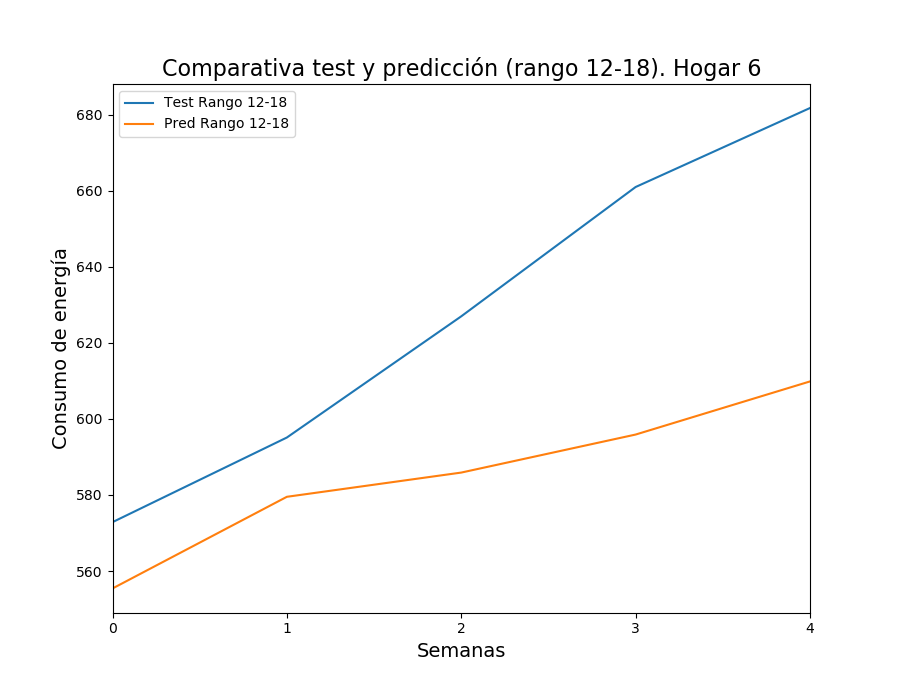 Comparativa test y predicción (rango 12-18). Hogar 6
Test Rango 12-18
Pred Rango 12-18
Consumo de energía
680
660
640
620
600
580
560
0 1 2 3 4
Semanas